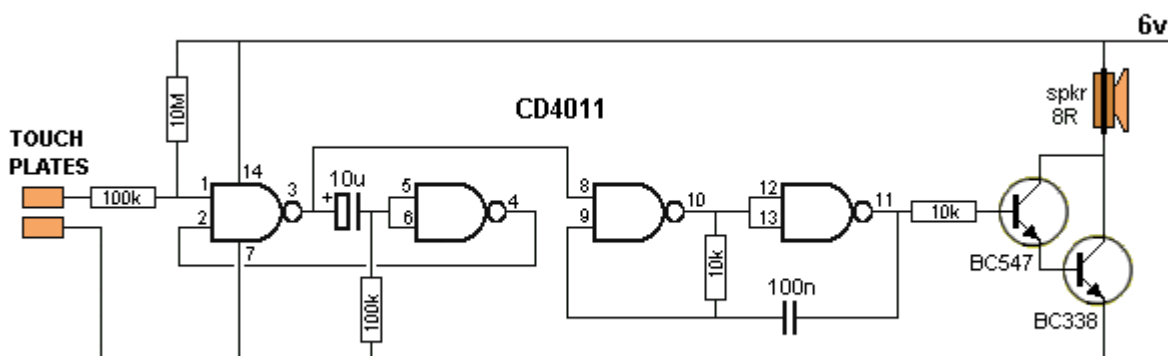 6v
spkr
8R
10M
CD4011
TOUCH
PLATES
14
1
100k
2
3
7
10u
+
5
6
4
100k
8
9
10
10k
12
13
11
100n
10k
BC547
BC338